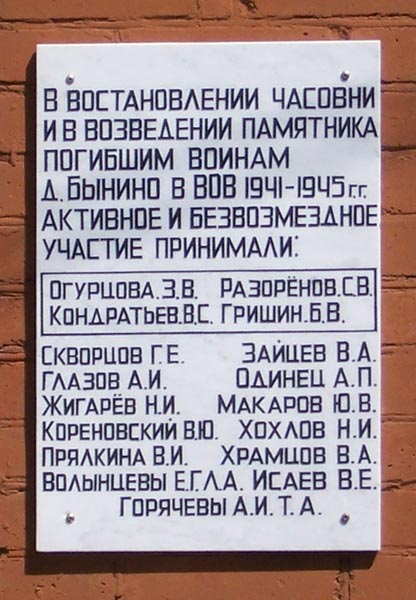 В ВОСТАНОВЛЕНИИ ЧАСОВНИ
И В ВОЗВЕДЕНИИ ПАМЯТНИКА
ПОГИБШИМ ВОИНАМ
Д. БЫНИНО В ВОВ 1941-1945 г.г.
АКТИВНОЕ И БЕЗВОЗМЕЗДНОЕ
УЧАСТИЕ ПРИНИМАЛИ:
ОГУРЦОВА.З.В. РАЗОРЁНОВ.С.В.
КОНДРАТЬЕВ.В.С. ГРИШИН.Б.В.
СКВОРЦОВ Г.Е. ЗАЙЦЕВ В.А.
ГЛАЗОВ А.И. ОДИНЕЦ А.П.
ЖИГАРЁВ Н.И. МАКАРОВ Ю.В.
КОРЕНОВСКИЙ В.Ю. ХОХЛОВ Н.И.
ПРЯЛКИНА В.И. ХРАМЦОВ В.А.
ВОЛЫНЦЕВЫ Е.Г.Л.А. ИСАЕВ В.Е.
ГОРЯЧЕВЫ А.И. Т. А.